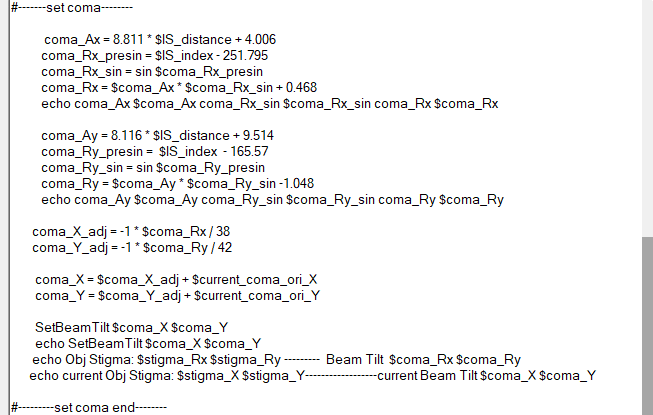 #-------set coma--------
coma_Ax = 8.811 * $IS_distance + 4.006
coma_Rx_presin = $IS_index - 251.795
coma_Rx_sin = sin $coma_Rx_presin
coma_Rx = $coma_Ax * $coma_Rx_sin + 0.468
echo coma_Ax $coma_Ax coma_Rx_sin $coma_Rx_sin coma_Rx $coma_Rx
coma_Ay = 8.116 * $IS_distance + 9.514
coma_Ry_presin = $IS_index - 165.57
coma_Ry_sin = sin $coma_Ry_presin
coma_Ry = $coma_Ay * $coma_Ry_sin -1.048
echo coma_Ay $coma_Ay coma_Ry_sin $coma_Ry_sin coma_Ry $coma_Ry
coma_X_adj = -1 * $coma_Rx / 38
coma_Y_adj = -1 * $coma_Ry / 42
coma_X = $coma_X_adj + $current_coma_ori_X
coma_Y = $coma_Y_adj + $current_coma_ori_Y
SetBeamTilt $coma_X $coma_Y
echo SetBeamTilt $coma_X $coma_Y
echo Obj Stigma: $stigma_Rx $stigma_Ry --------- Beam Tilt $coma_Rx $coma_Ry
echo current Obj Stigma: $stigma_X $stigma_Y------------------current Beam Tilt $coma_X $coma_Y
#---------set coma end--------